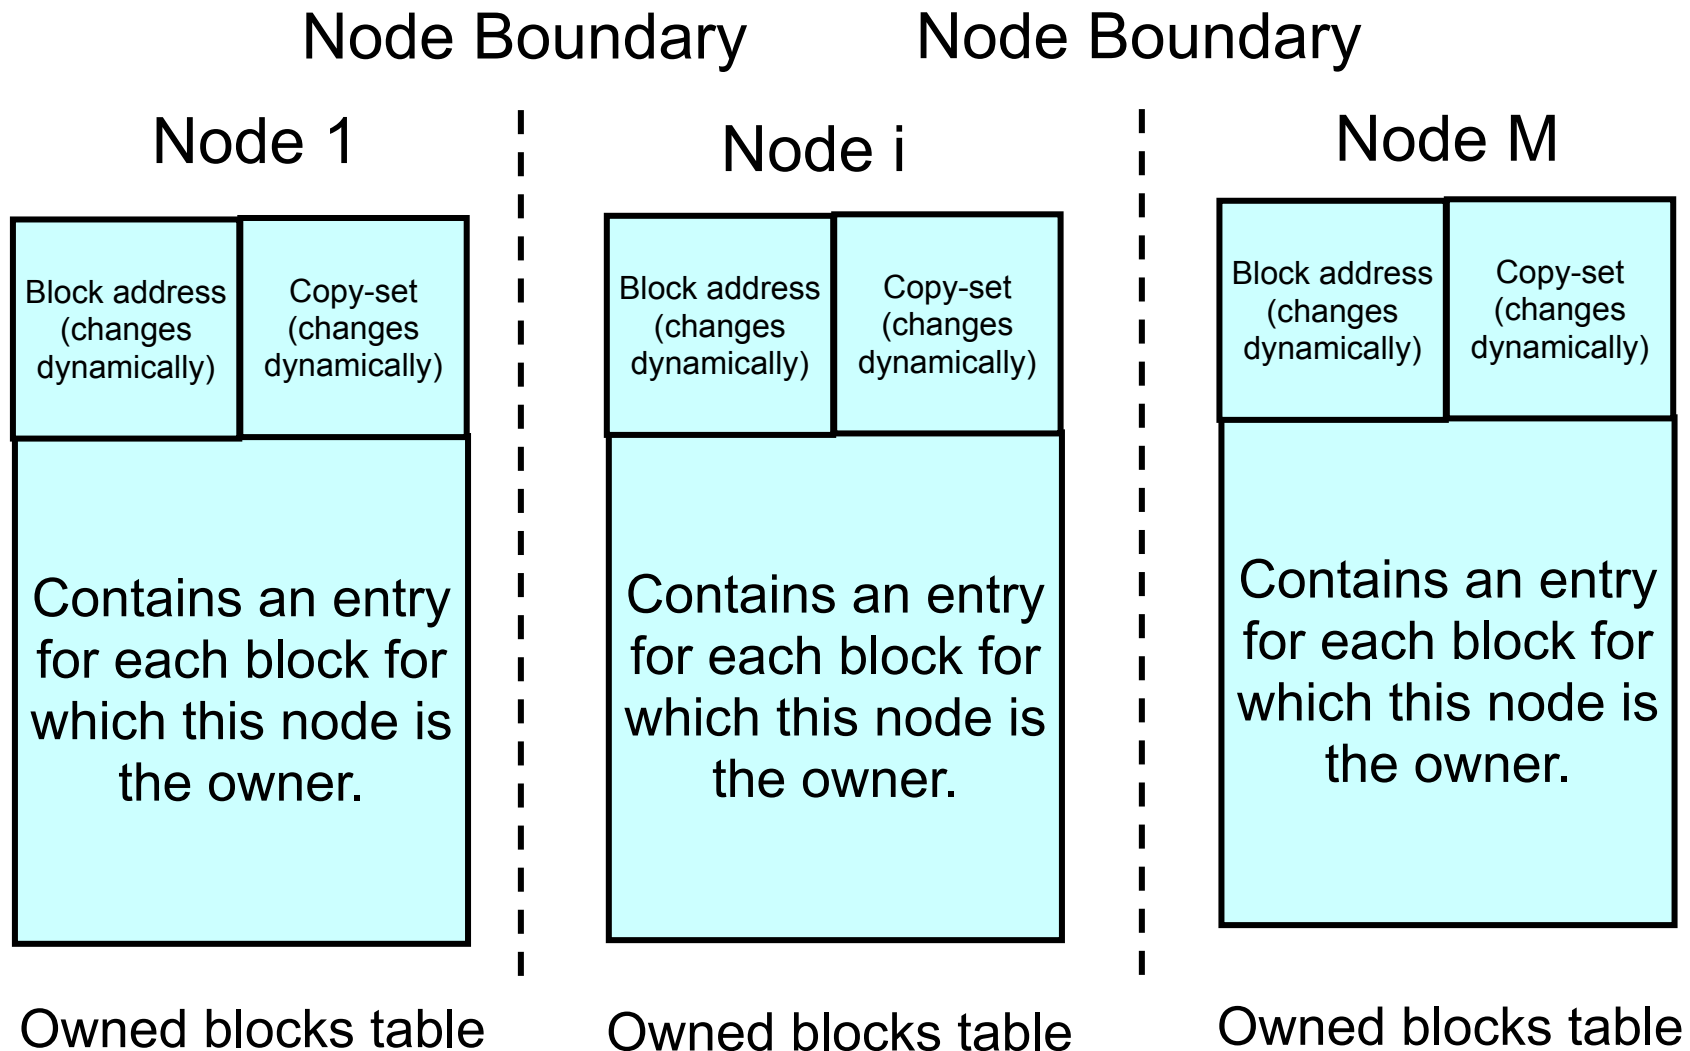 Node Boundary
Node Boundary
Node 1
Node i
Node M
Block address
(changes
dynamically)
Copy-set
(changes
dynamically)
Contains an entry
for each block for
which this node is
the owner.
Owned blocks table
Block address
(changes
dynamically)
Copy-set
(changes
dynamically)
Contains an entry
for each block for
which this node is
the owner.
Owned blocks table
Block address
(changes
dynamically)
Copy-set
(changes
dynamically)
Contains an entry
for each block for
which this node is
the owner.
Owned blocks table